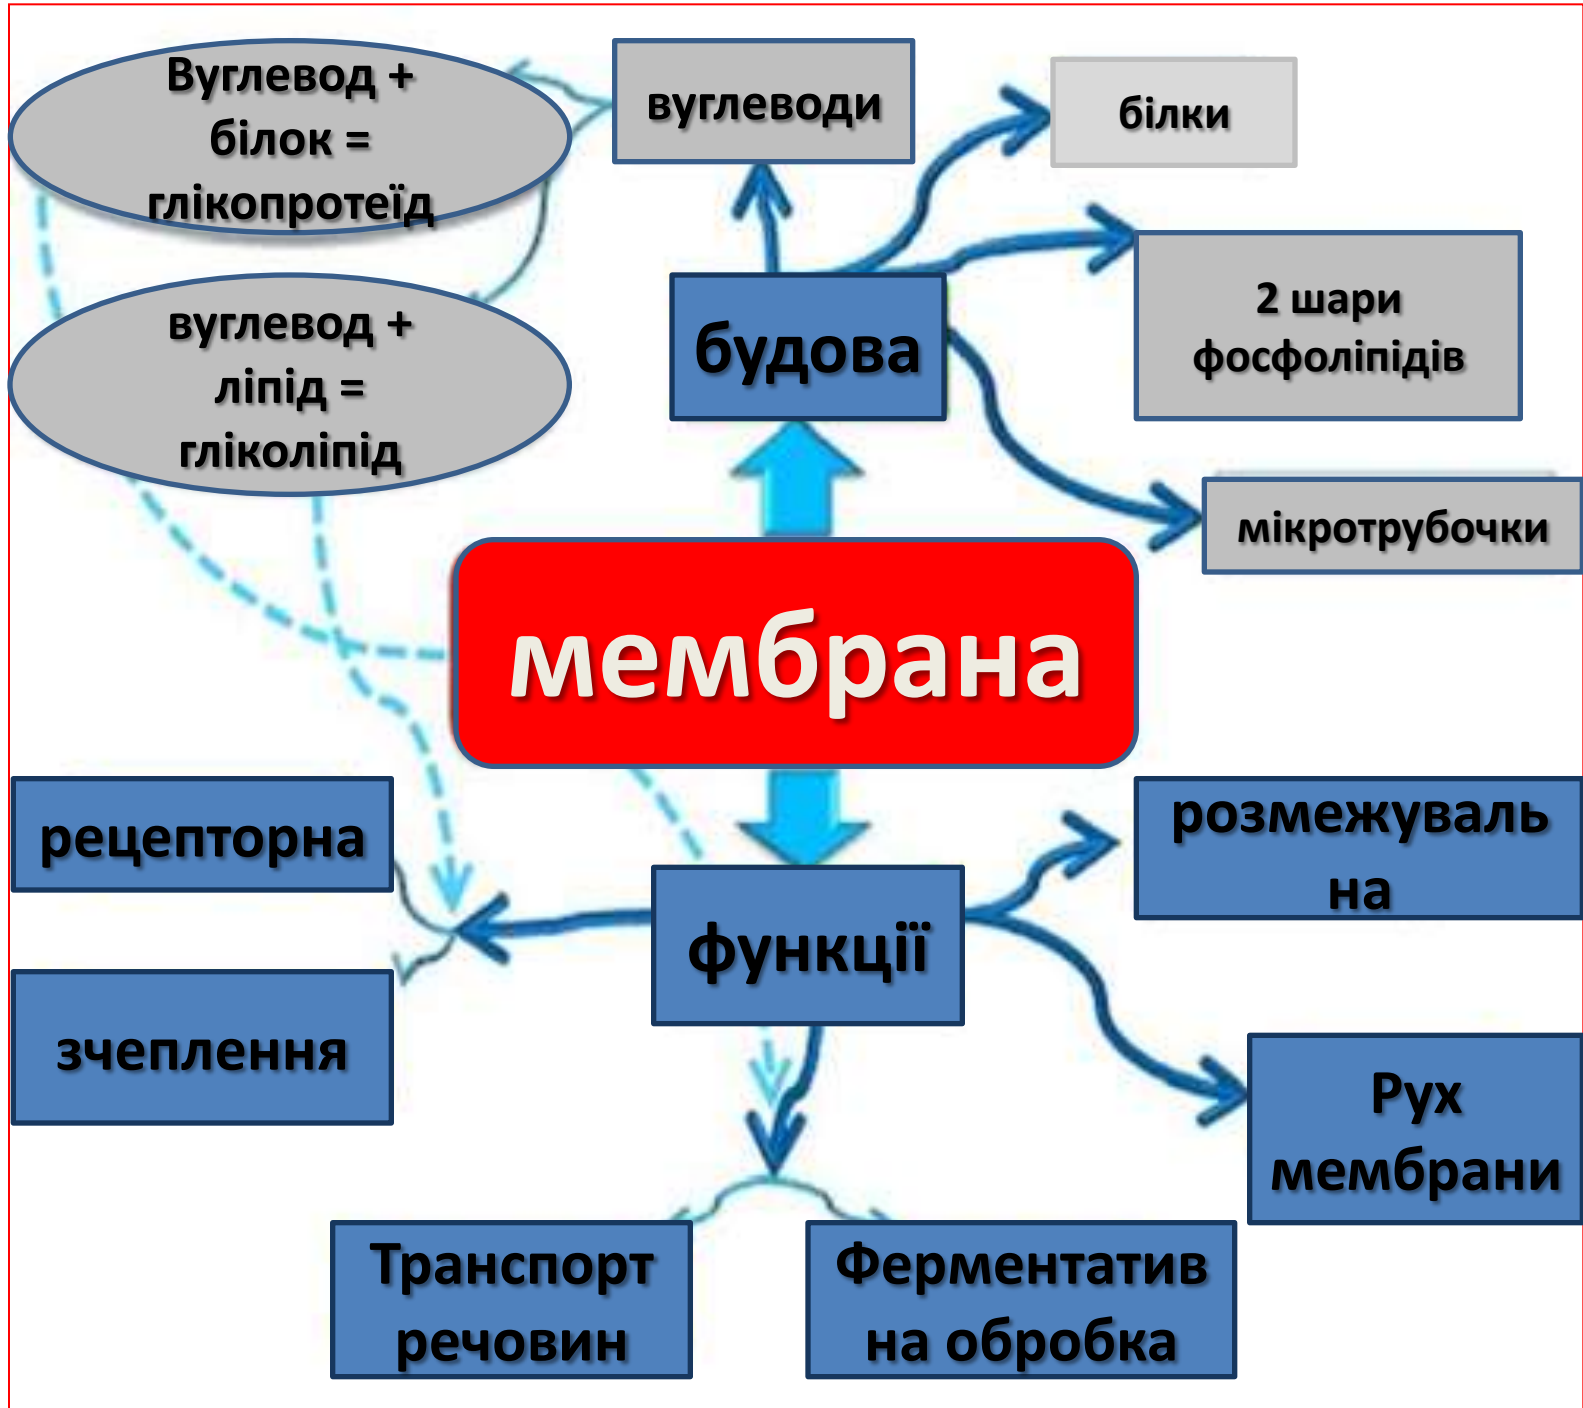 Вуглевод +
білок =
глікопротеїд
вуглеводи
білки
вуглевод +
ліпід =
гліколіпід
будова
2 шари
фосфоліпідів
мікротрубочки
мембрана
рецепторна
розмежуваль
на
функції
зчеплення
Рух
мембрани
Транспорт
речовин
Ферментатив
на обробка